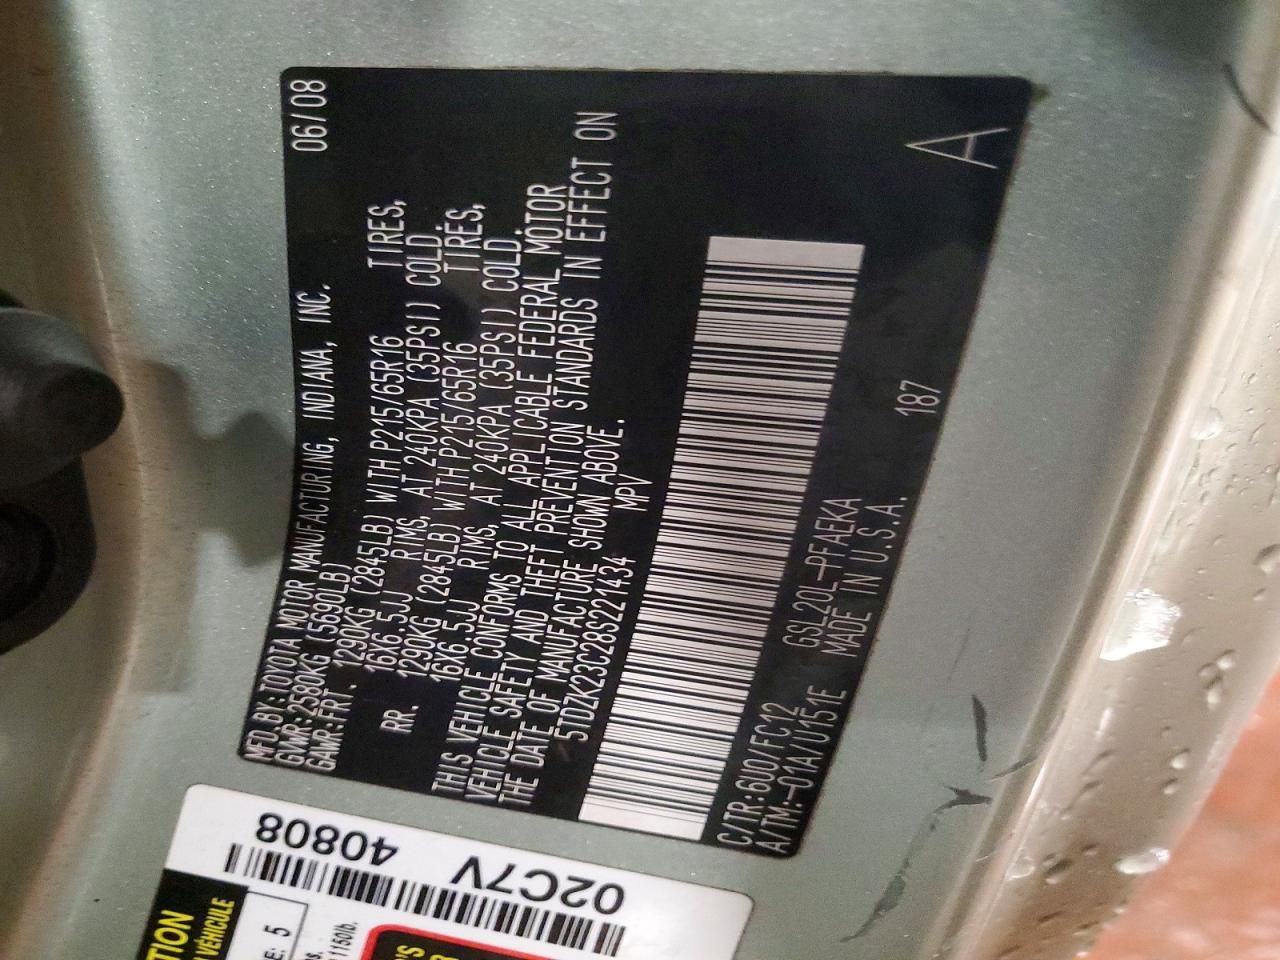 MFD.BY:TOYOTA MOTOR MANUFACTURING, INDIANA, INC. 06/08
GVWR:2580KG (5690LB)
GAWR:FRT. 1290KG (2845LB) WITH P215/65R16 TIRES,
16X6.5JJ RIMS, AT 240KPA (35PSI) COLD.
RR. 1290KG (2845LB) WITH P215/65R16 TIRES,
16X6.5JJ RIMS, AT 240KPA (35PSI) COLD.
THIS VEHICLE CONFORMS TO ALL APPLICABLE FEDERAL MOTOR
VEHICLE SAFETY AND THEFT PREVENTION STANDARDS IN EFFECT ON
THE DATE OF MANUFACTURE SHOWN ABOVE.
5TDZK23C28S221434 MPV
C/TR:6U0/FC12 GSL20L-PFAEKA 187 A
A/TM:-01A/U151E MADE IN U.S.A.
02C7V 40808
TION
VÉHICULE
E: 5
1150lb.